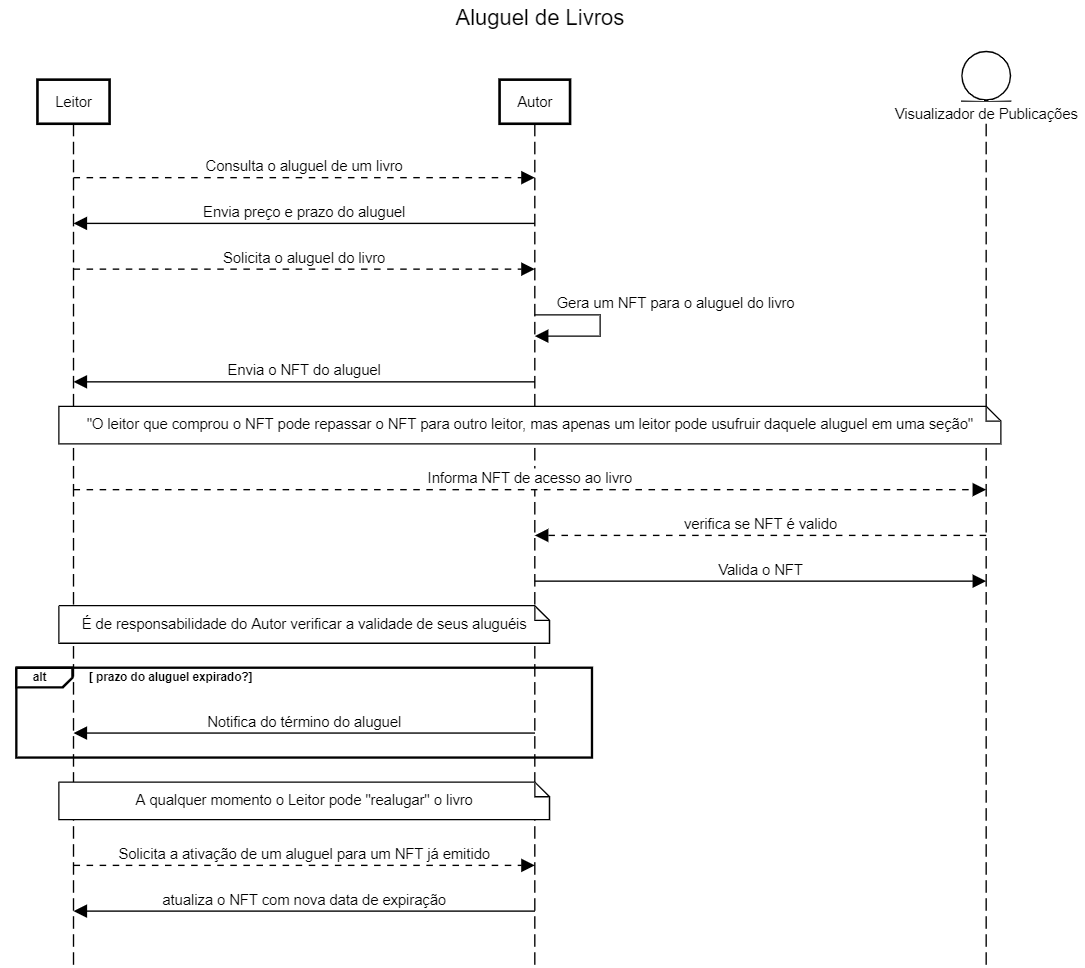 Aluguel de Livros
Leitor
Autor
Visualizador de Publicações
Consulta o aluguel de um livro
Envia preço e prazo do aluguel
Solicita o aluguel do livro
Gera um NFT para o aluguel do livro
Envia o NFT do aluguel
"O leitor que comprou o NFT pode repassar o NFT para outro leitor, mas apenas um leitor pode usufruir daquele aluguel em uma seção"
Informa NFT de acesso ao livro
verifica se NFT é valido
Valida o NFT
É de responsabilidade do Autor verificar a validade de seus aluguéis
alt [ prazo do aluguel expirado?]
Notifica do término do aluguel
A qualquer momento o Leitor pode "realugar" o livro
Solicita a ativação de um aluguel para um NFT já emitido
atualiza o NFT com nova data de expiração